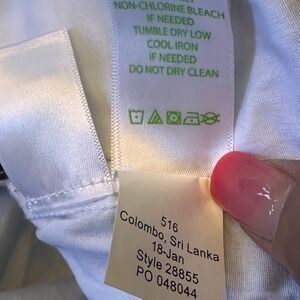 NON-CHLORINE BLEACH
IF NEEDED
TUMBLE DRY LOW
COOL IRON
IF NEEDED
DO NOT DRY CLEAN
516
Colombo, Sri Lanka
18-Jan
Style 28855
PO 048044